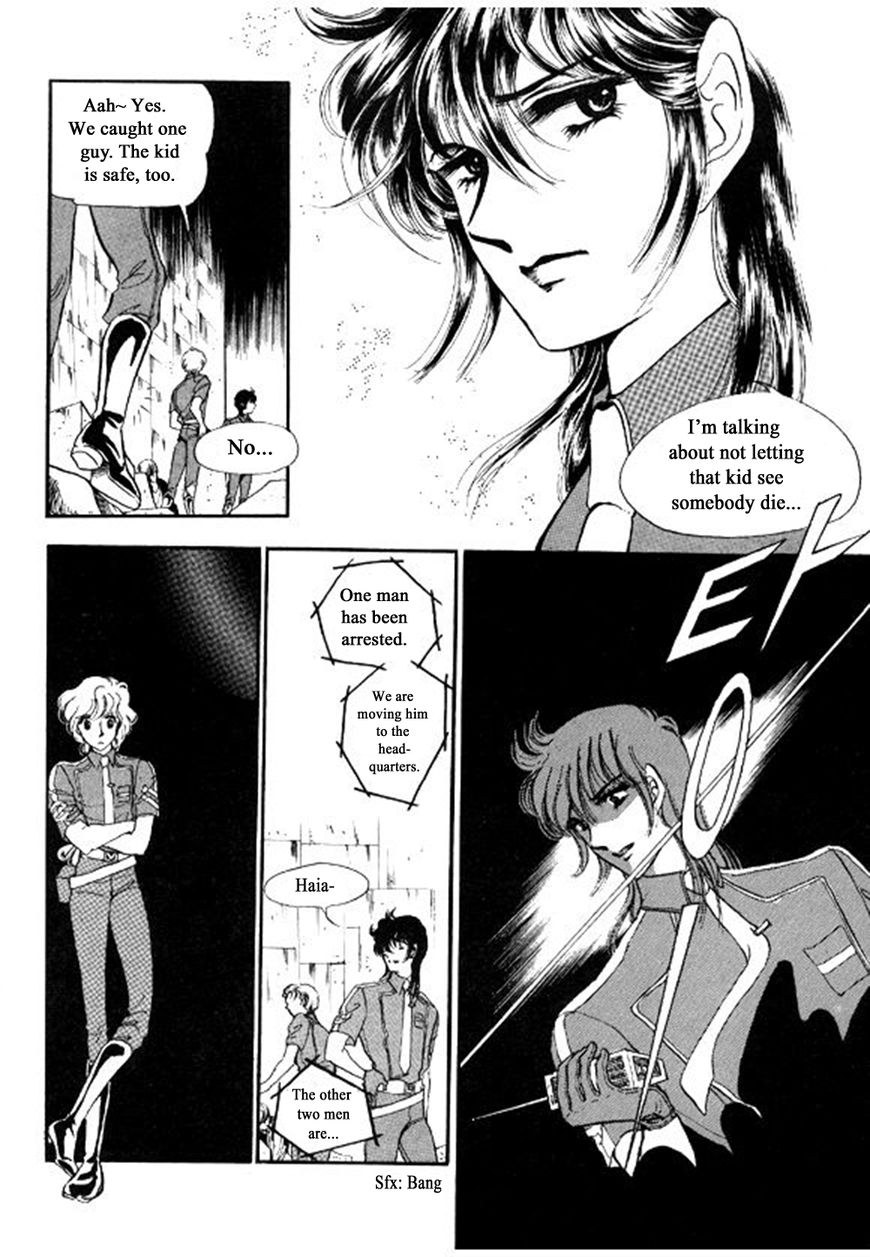 Aah~ Yes.
We caught one
guy. The kid
is safe, too.
No...
I'm talking
about not letting
that kid see
somebody die...
One man
has been
arrested.
We are
moving him
to the
head-
quarters.
Haia-
The other
two men
are...
탕
Sfx: Bang